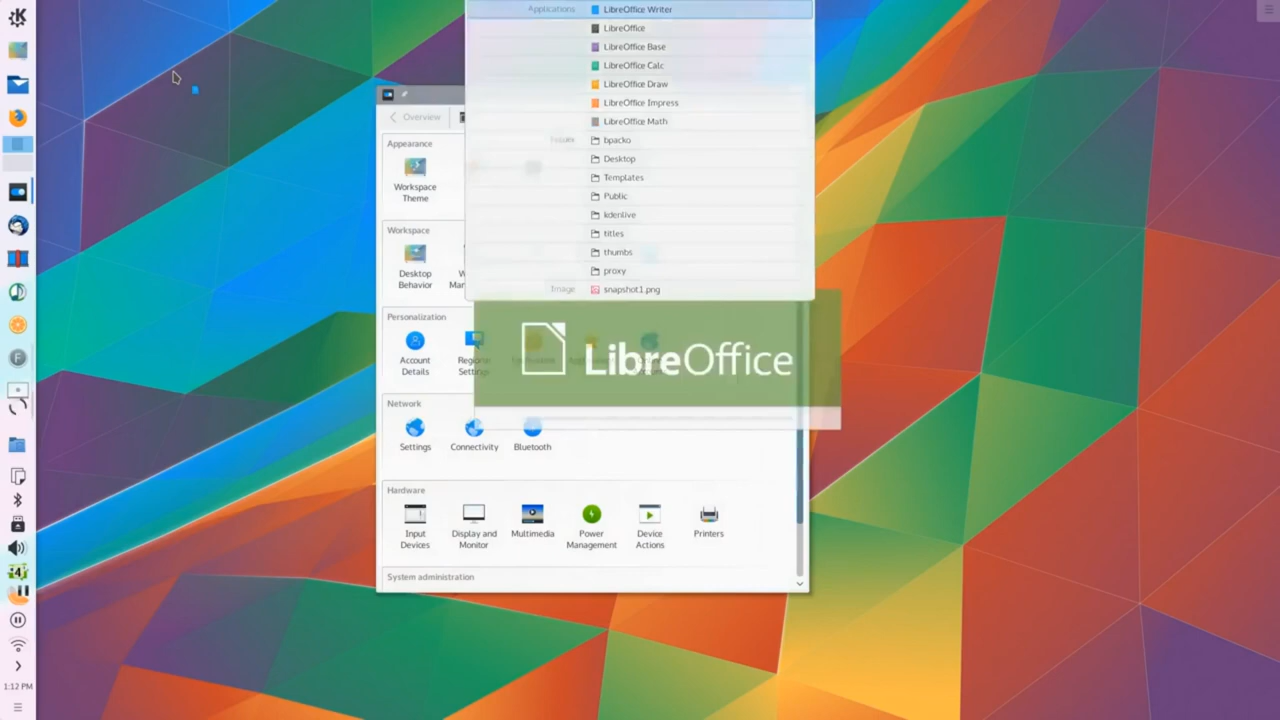 Applications LibreOffice Writer
LibreOffice
LibreOffice Base
LibreOffice Calc
LibreOffice Draw
LibreOffice Impress
LibreOffice Math
bpacko
Desktop
Templates
Public
kdenlive
titles
thumbs
proxy
Image snapshot1.png
Overview
Appearance
Workspace
Theme
Workspace
Desktop
Behavior
Personalization
Account
Details
Regional
Settings
LibreOffice
Network
Settings Connectivity Bluetooth
Hardware
Input
Devices
Display and
Monitor
Multimedia
Power
Management
Device
Actions
Printers
System administration
1:12 PM